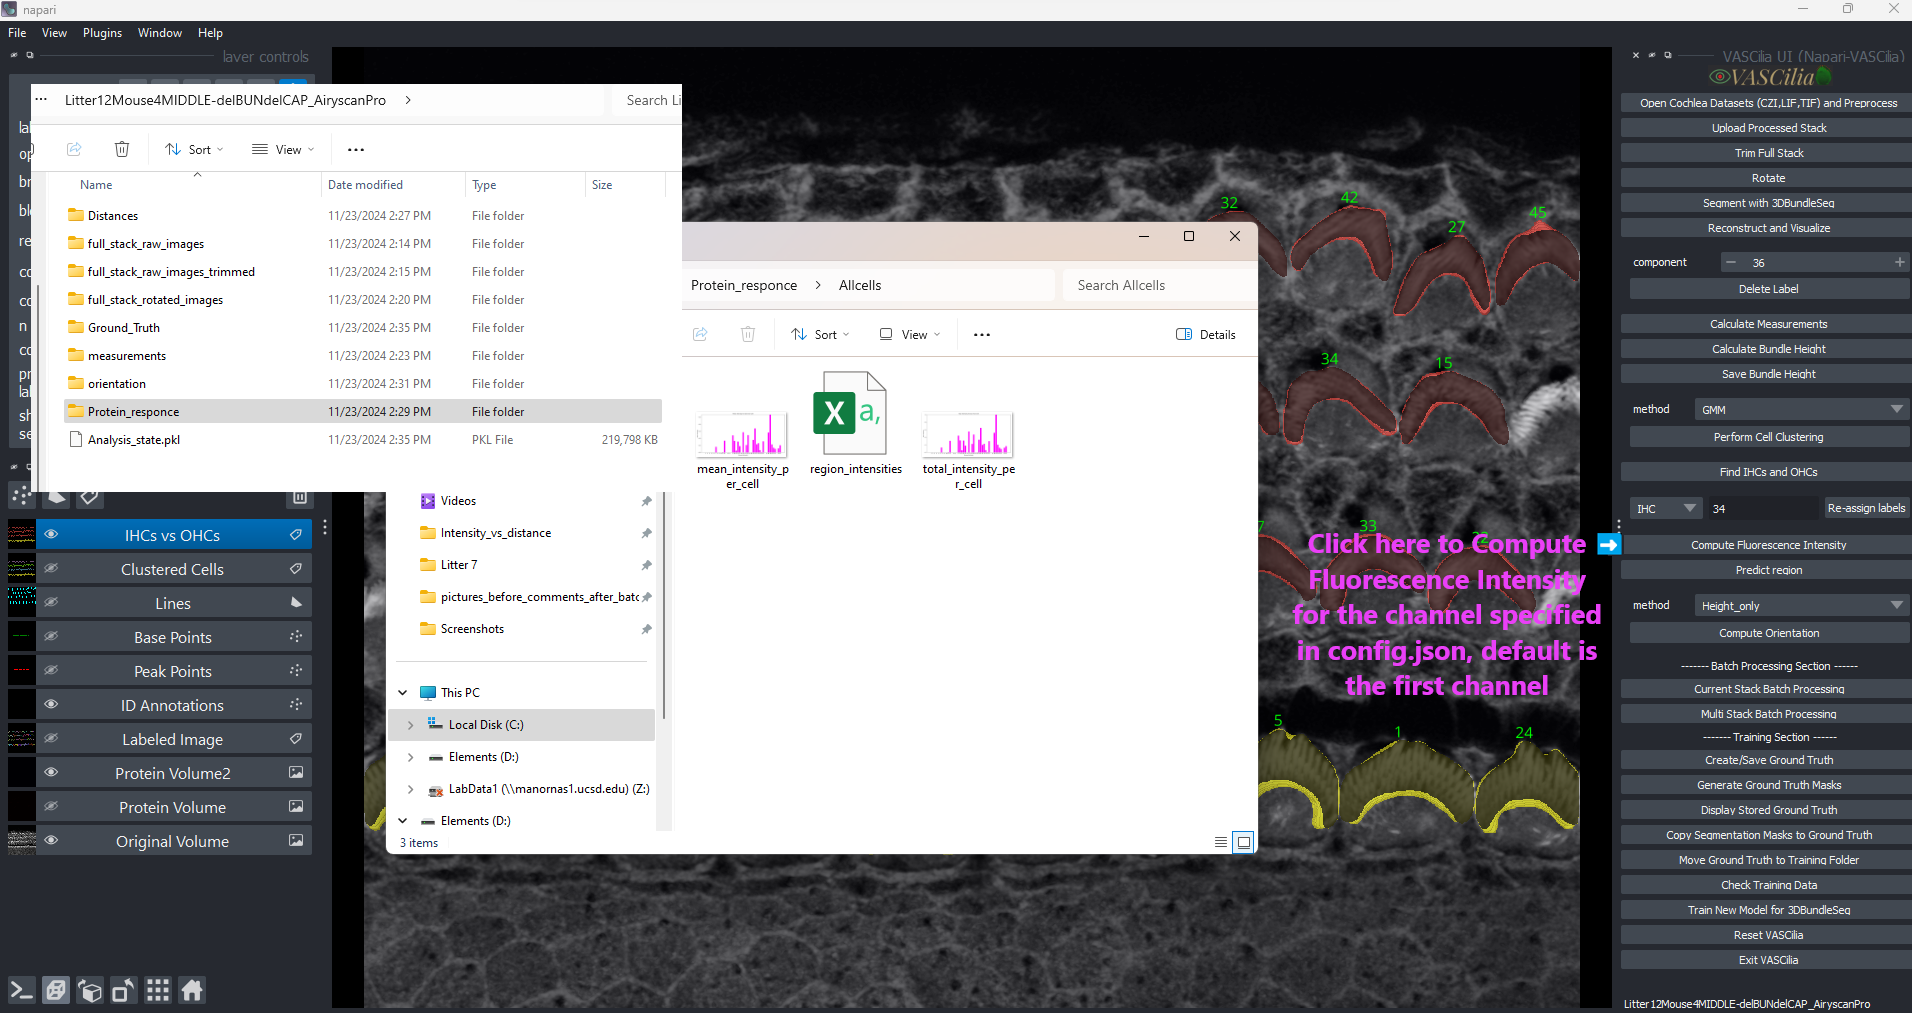 napari
File View Plugins Window Help
layer controls
Litter12Mouse4MIDDLE-delBUNdelCAP_AiryscanPro
Search Li
Sort
View
Name Date modified Type Size
Distances 11/23/2024 2:27 PM File folder
full_stack_raw_images 11/23/2024 2:14 PM File folder
full_stack_raw_images_trimmed 11/23/2024 2:15 PM File folder
full_stack_rotated_images 11/23/2024 2:20 PM File folder
Ground_Truth 11/23/2024 2:35 PM File folder
measurements 11/23/2024 2:23 PM File folder
orientation 11/23/2024 2:31 PM File folder
Protein_responce 11/23/2024 2:29 PM File folder
Analysis_state.pkl 11/23/2024 2:35 PM PKL File 219,798 KB
IHCs vs OHCs
Clustered Cells
Lines
Base Points
Peak Points
ID Annotations
Labeled Image
Protein Volume2
Protein Volume
Original Volume
Protein_responce > Allcells
Search Allcells
Sort
View
Details
mean_intensity_p
er_cell
region_intensities
total_intensity_pe
r_cell
Videos
Intensity_vs_distance
Litter 7
pictures_before_comments_after_batc
Screenshots
This PC
Local Disk (C:)
Elements (D:)
LabData1 (\\manornas1.ucsd.edu) (Z:)
Elements (D:)
3 items
32
42
27
45
34
15
33
5
1
24
Click here to Compute
Fluorescence Intensity
for the channel specified
in config.json, default is
the first channel
VASCilia UI (Napari-VASCilia)
VASCilia
Open Cochlea Datasets (CZI,LIF,TIF) and Preprocess
Upload Processed Stack
Trim Full Stack
Rotate
Segment with 3DBundleSeg
Reconstruct and Visualize
component 36
Delete Label
Calculate Measurements
Calculate Bundle Height
Save Bundle Height
method GMM
Perform Cell Clustering
Find IHCs and OHCs
IHC 34 Re-assign labels
Compute Fluorescence Intensity
Predict region
method Height_only
Compute Orientation
------- Batch Processing Section ------
Current Stack Batch Processing
Multi Stack Batch Processing
------- Training Section ------
Create/Save Ground Truth
Generate Ground Truth Masks
Display Stored Ground Truth
Copy Segmentation Masks to Ground Truth
Move Ground Truth to Training Folder
Check Training Data
Train New Model for 3DBundleSeg
Reset VASCilia
Exit VASCilia
Litter12Mouse4MIDDLE-delBUNdelCAP_AiryscanPro